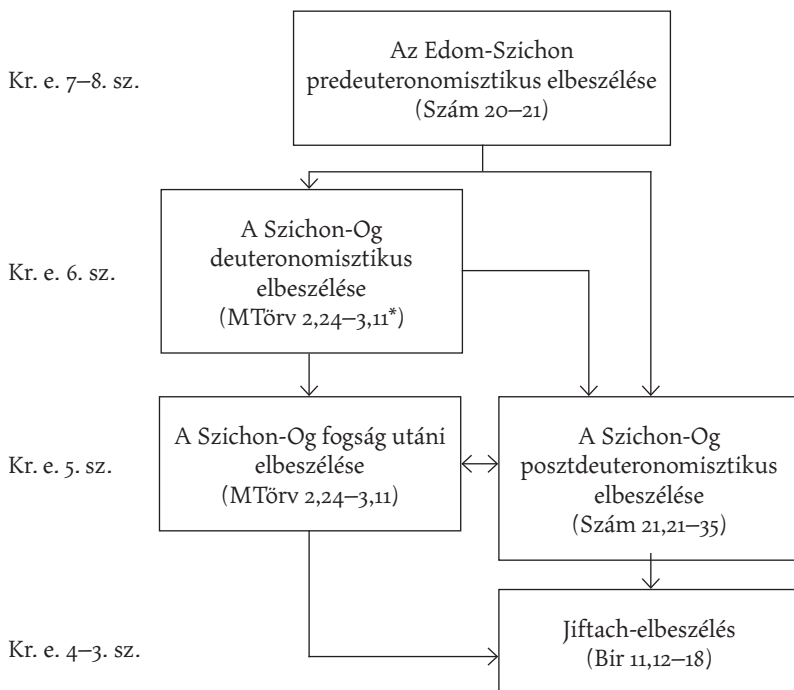 Kr. e. 7–8. sz.
Az Edom-Szichon
predeuteronomisztikus elbeszélése
(Szám 20–21)
Kr. e. 6. sz.
A Szichon-Og
deuteronomisztikus
elbeszélése
(MTörv 2,24–3,11*)
Kr. e. 5. sz.
A Szichon-Og fogság utáni
elbeszélése
(MTörv 2,24–3,11)
A Szichon-Og
posztdeuteronomisztikus
elbeszélése
(Szám 21,21–35)
Kr. e. 4–3. sz.
Jiftach-elbeszélés
(Bir 11,12–18)